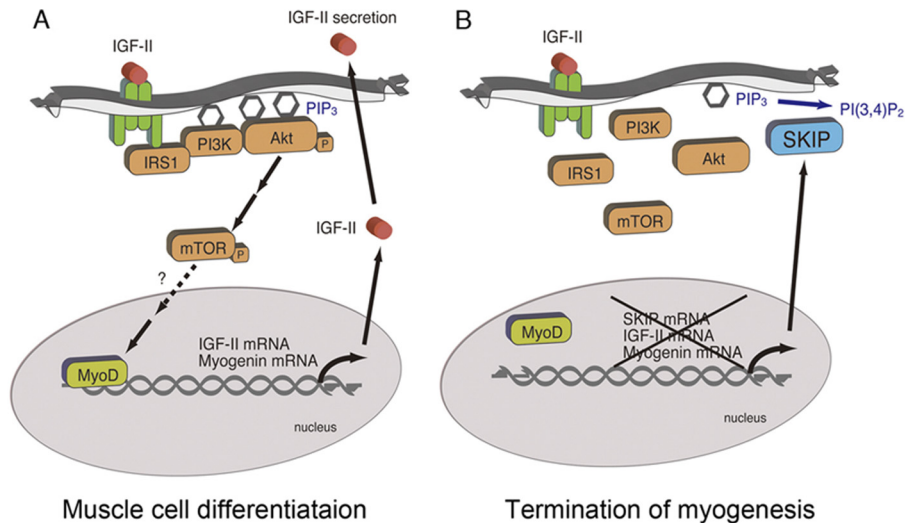 A
IGF-II secretion
IGF-II
PIP3
IRS1
PI3K
Akt
P
mTOR
P
IGF-II
?
IGF-II mRNA
Myogenin mRNA
MyoD
nucleus
Muscle cell differentiataion
B
IGF-II
PIP3
PI(3,4)P2
PI3K
SKIP
Akt
IRS1
mTOR
SKIP mRNA
IGF-II mRNA
Myogenin mRNA
MyoD
nucleus
Termination of myogenesis